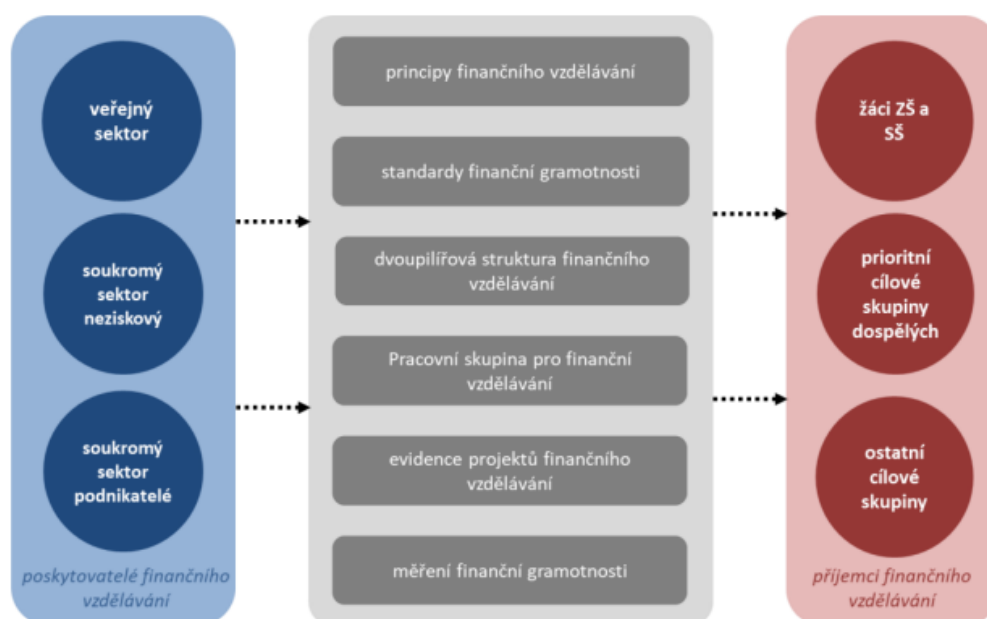 veřejný
sektor
soukromý
sektor
neziskový
soukromý
sektor
podnikatelé
poskytovatelé finančního
vzdělávání
principy finančního vzdělávání
standardy finanční gramotnosti
dvoupilířová struktura finančního
vzdělávání
Pracovní skupina pro finanční
vzdělávání
evidence projektů finančního
vzdělávání
měření finanční gramotnosti
žáci ZŠ a
SŠ
prioritní
cílové
skupiny
dospělých
ostatní
cílové
skupiny
příjemci finančního
vzdělávání